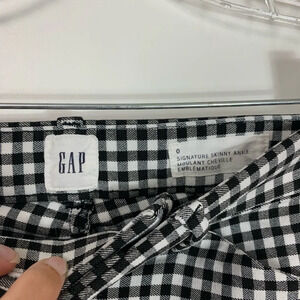 GAP
0
SIGNATURE SKINNY ANKLE
MOULANT CHEVILLE
EMBLÉMATIQUE